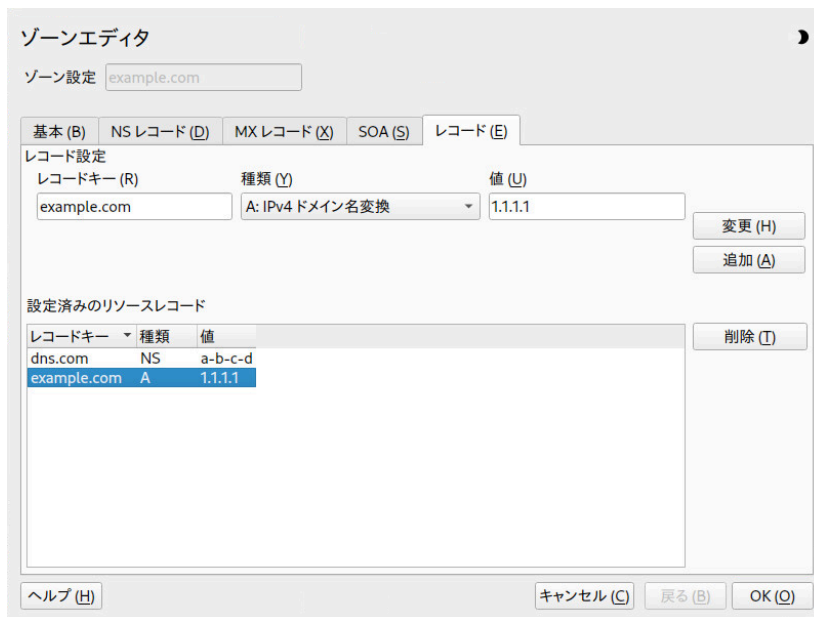 ゾーンエディタ
ゾーン設定 example.com
基本 (B) NS レコード (D) MX レコード (X) SOA (S) レコード (E)
レコード設定
レコードキー (R) 種類 (Y) 値 (U)
example.com A: IPv4 ドメイン名変換 1.1.1.1
変更 (H)
追加 (A)
設定済みのリソースレコード
レコードキー 種類 値 削除 (T)
dns.com NS a-b-c-d
example.com A 1.1.1.1
ヘルプ (H) キャンセル (C) 戻る (B) OK (O)